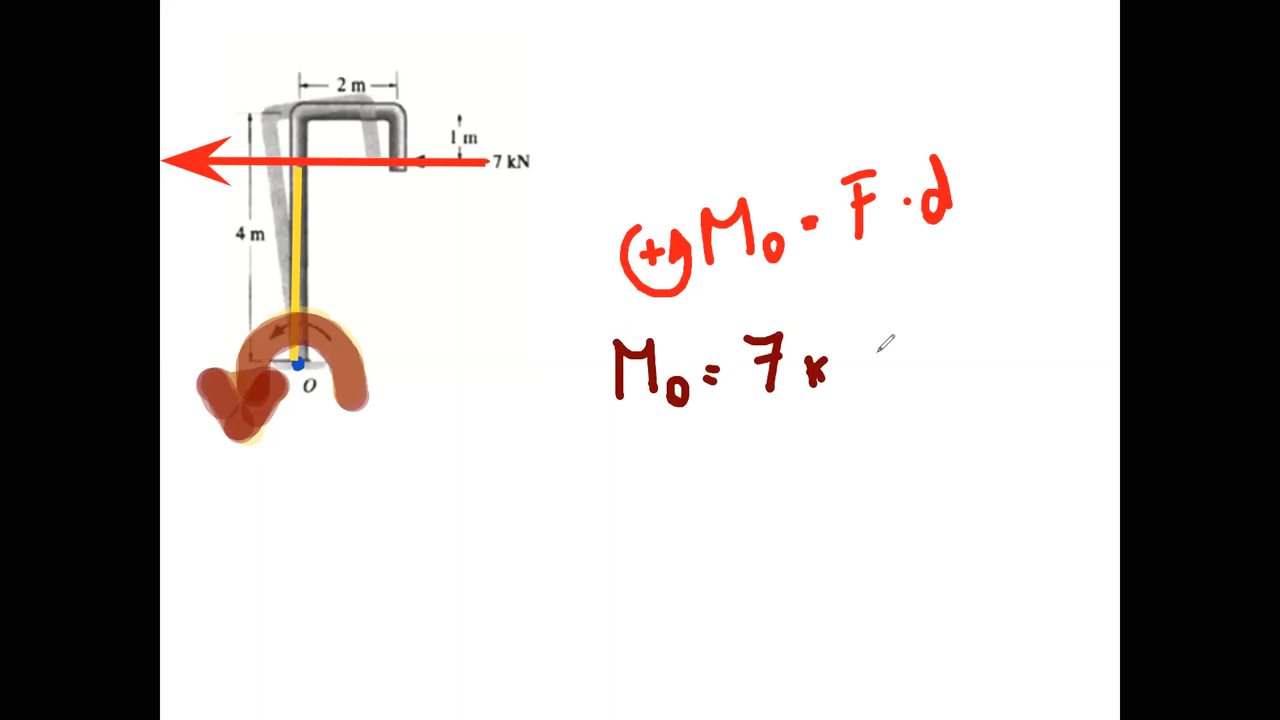 2 m
1 m
7 kN
4 m
O
+ M₀ = F · d
M₀ = 7 k